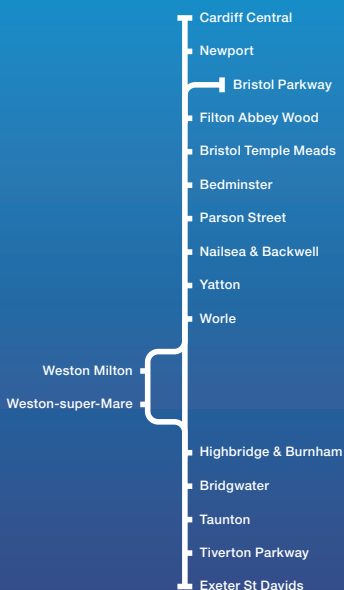 Cardiff Central
Newport
Bristol Parkway
Filton Abbey Wood
Bristol Temple Meads
Bedminster
Parson Street
Nailsea & Backwell
Yatton
Worle
Weston Milton
Weston-super-Mare
Highbridge & Burnham
Bridgwater
Taunton
Tiverton Parkway
Exeter St Davids